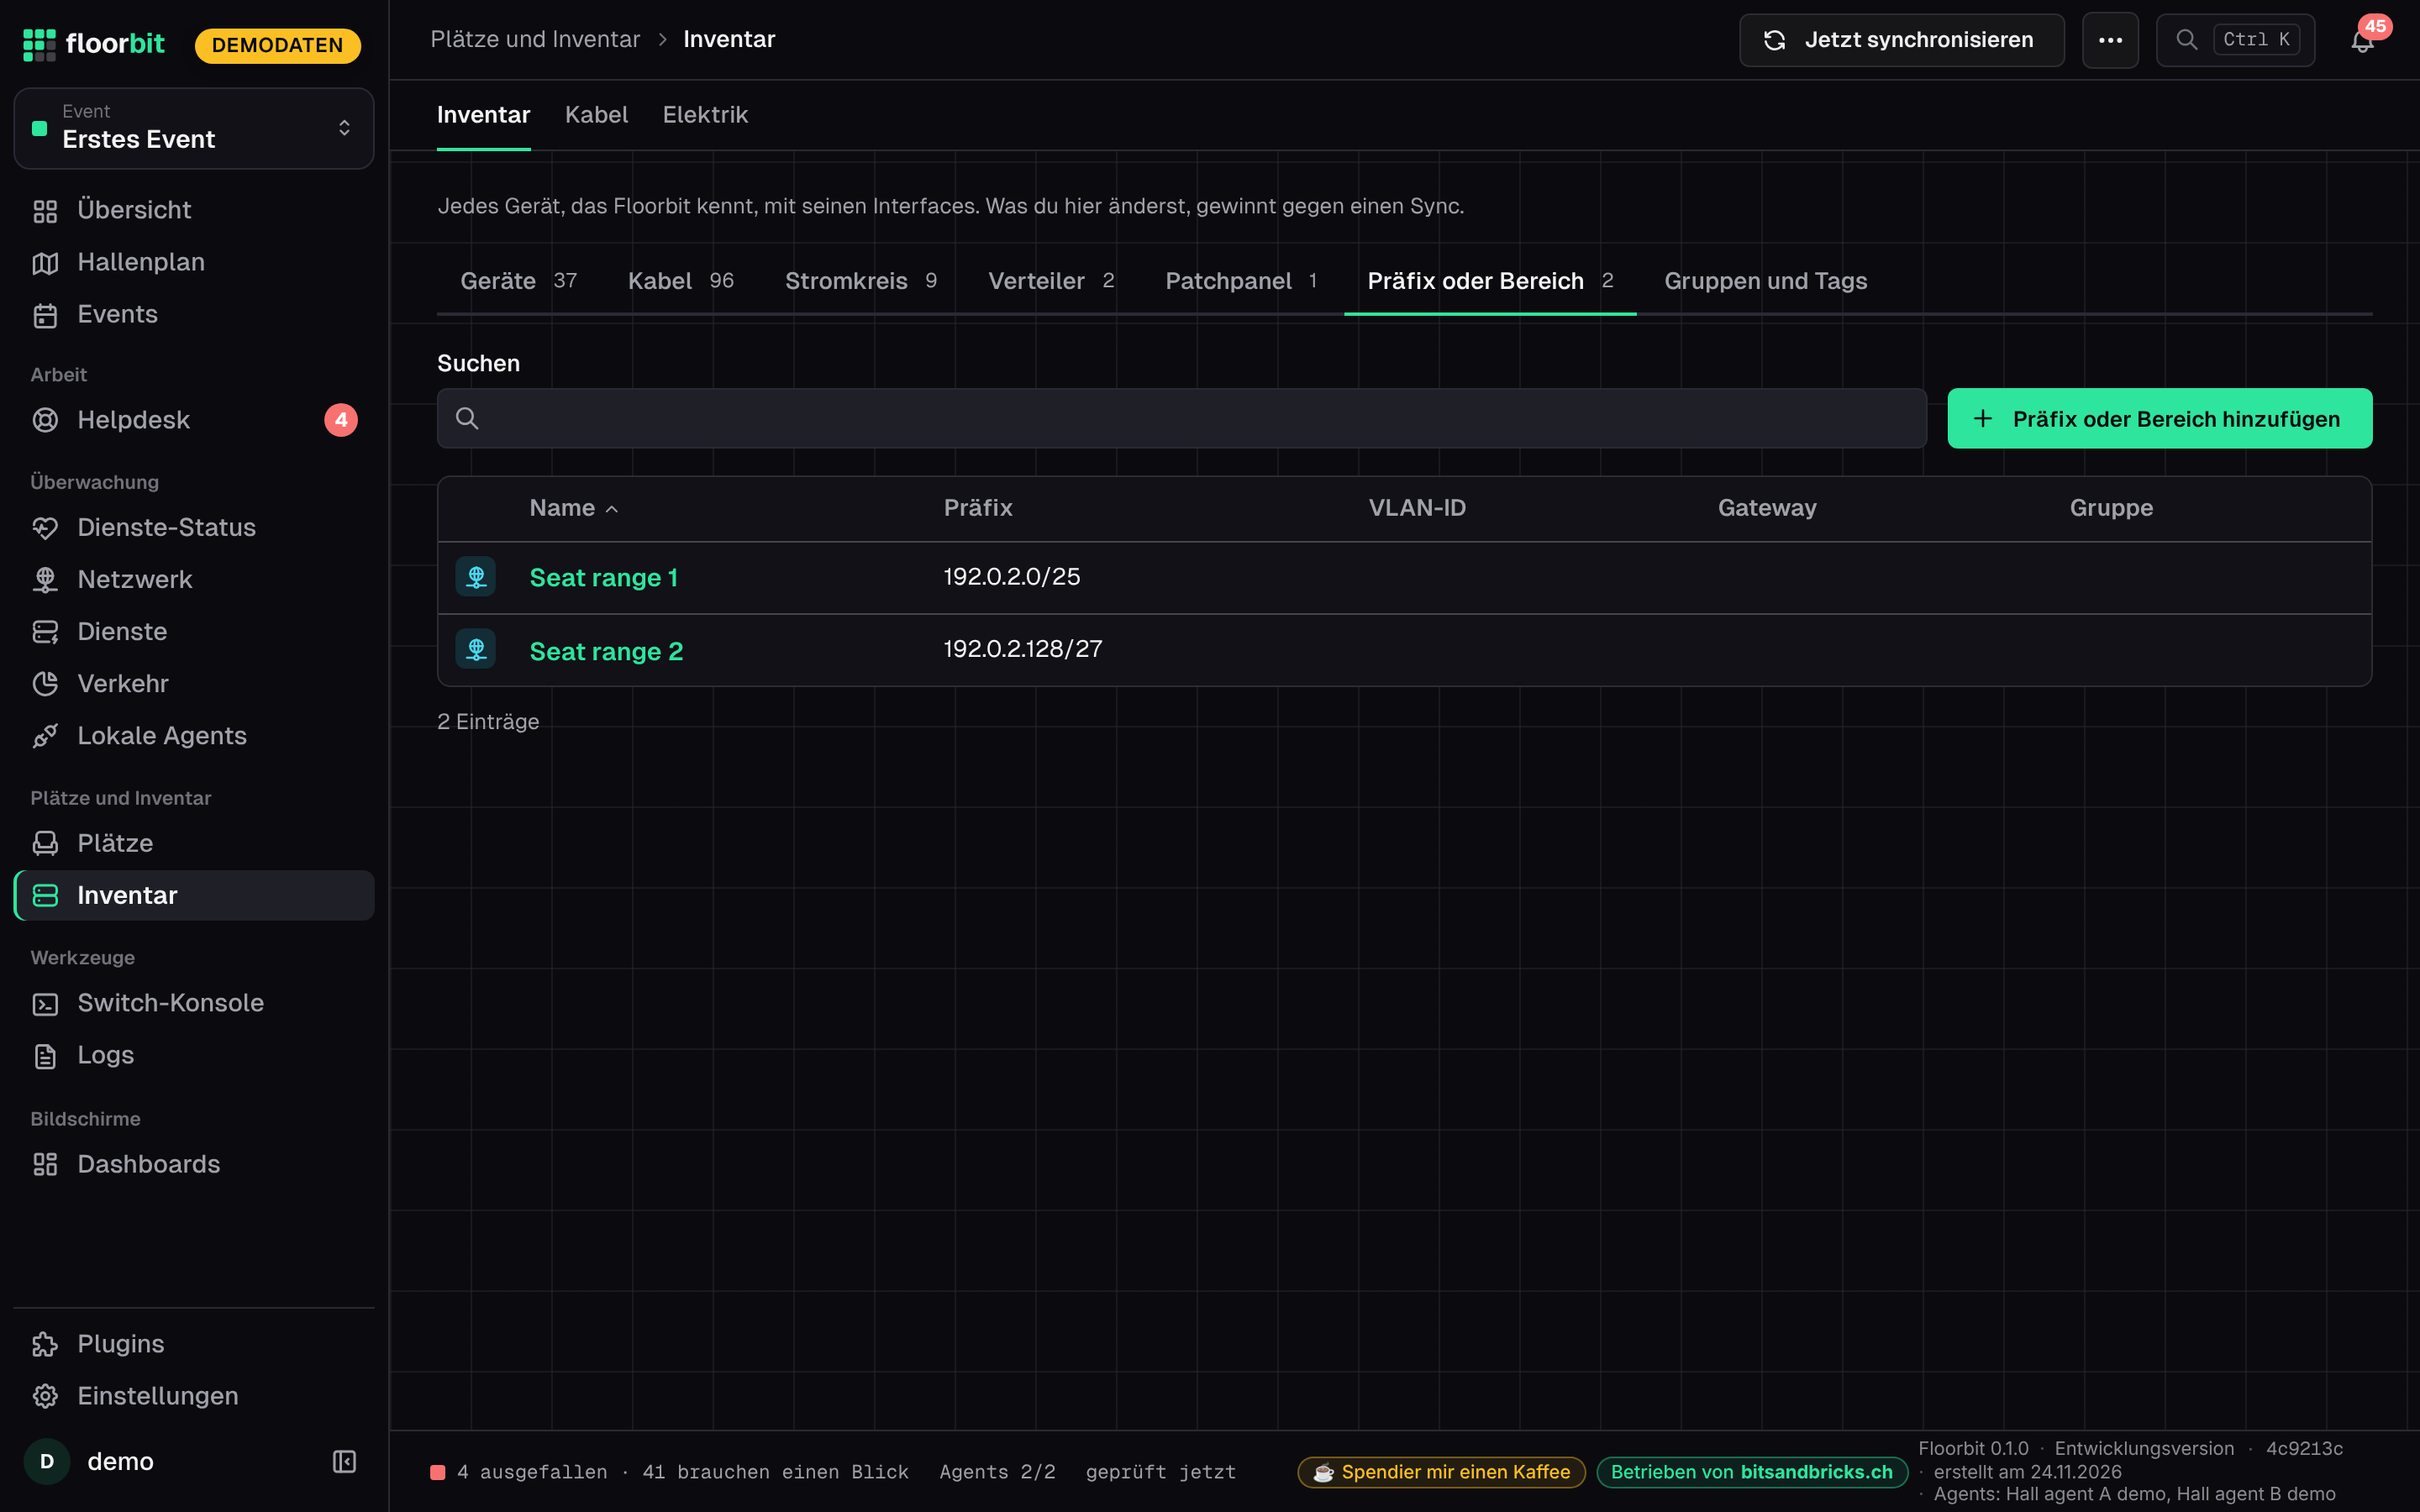 floorbit DEMODATEN
Event
Erstes Event
Übersicht
Hallenplan
Events
Arbeit
Helpdesk 4
Überwachung
Dienste-Status
Netzwerk
Dienste
Verkehr
Lokale Agents
Plätze und Inventar
Plätze
Inventar
Werkzeuge
Switch-Konsole
Logs
Bildschirme
Dashboards
Plugins
Einstellungen
D demo
Plätze und Inventar > Inventar
Jetzt synchronisieren
Ctrl K
45
Inventar Kabel Elektrik
Jedes Gerät, das Floorbit kennt, mit seinen Interfaces. Was du hier änderst, gewinnt gegen einen Sync.
Geräte 37 Kabel 96 Stromkreis 9 Verteiler 2 Patchpanel 1 Präfix oder Bereich 2 Gruppen und Tags
Suchen
+ Präfix oder Bereich hinzufügen
Name Präfix VLAN-ID Gateway Gruppe
Seat range 1 192.0.2.0/25
Seat range 2 192.0.2.128/27
2 Einträge
4 ausgefallen · 41 brauchen einen Blick Agents 2/2 geprüft jetzt
☕ Spendier mir einen Kaffee
Betrieben von bitsandbricks.ch
Floorbit 0.1.0 · Entwicklungsversion · 4c9213c
· erstellt am 24.11.2026
· Agents: Hall agent A demo, Hall agent B demo